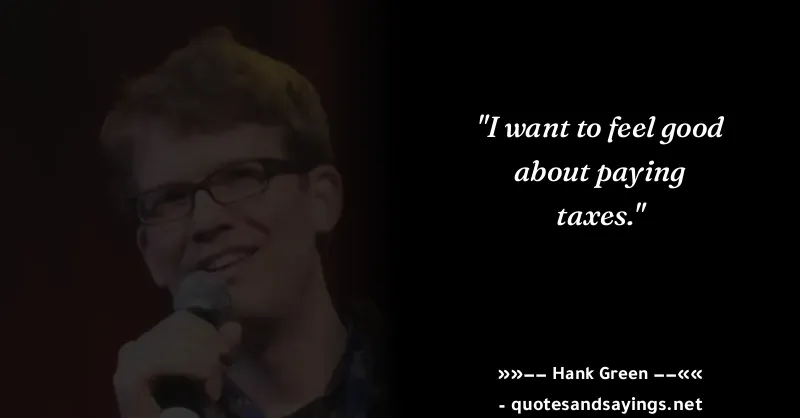 "I want to feel good
about paying
taxes."
»»–– Hank Green ––««
- quotesandsayings.net